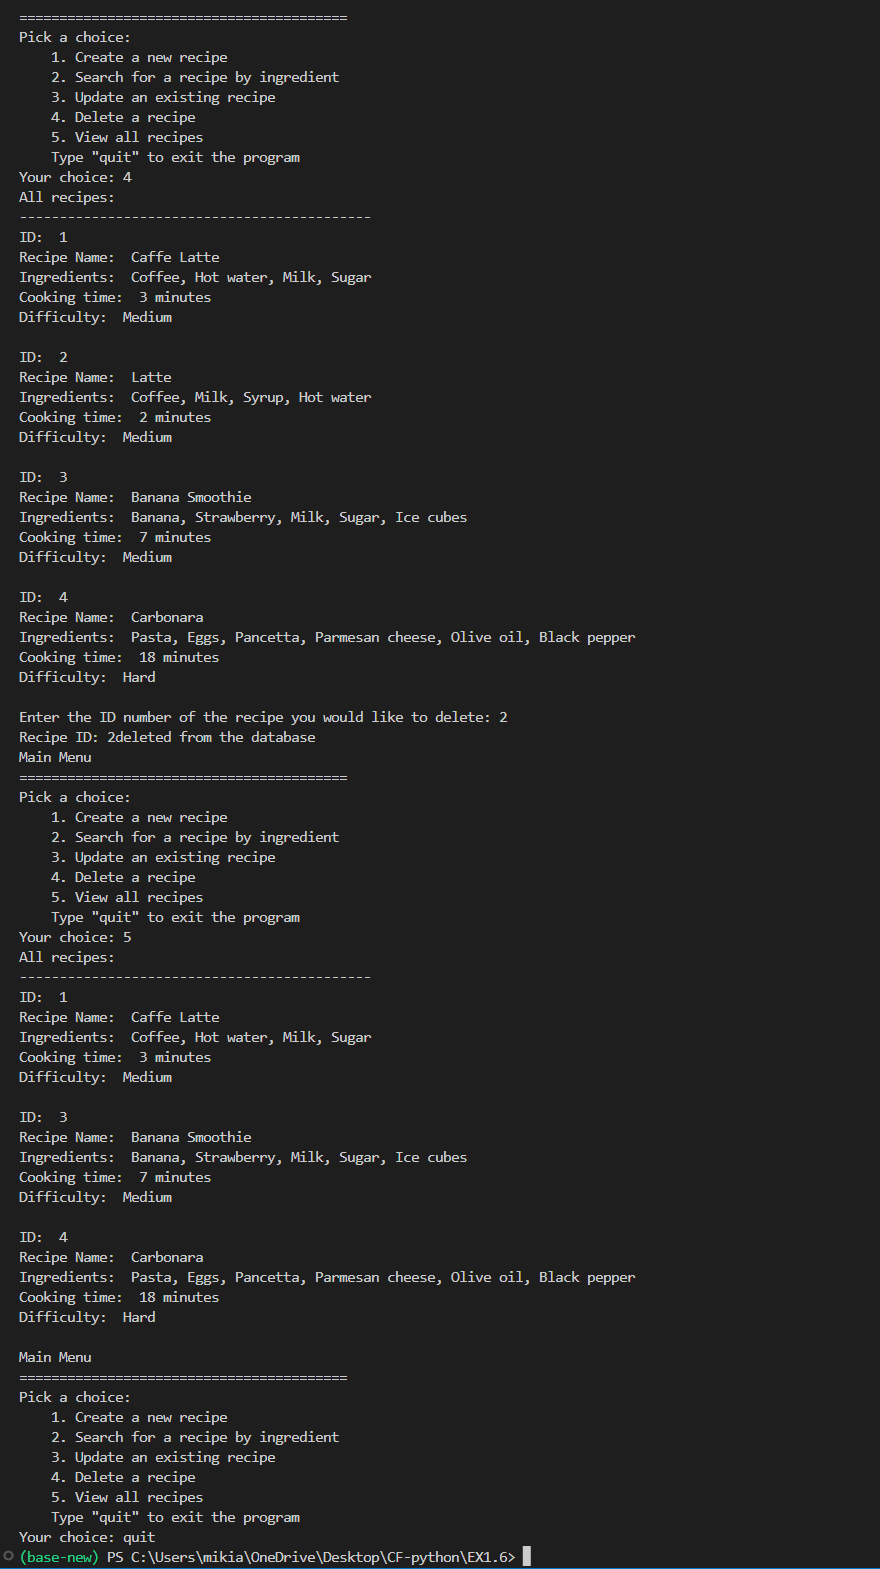 =========================================
Pick a choice:
    1. Create a new recipe
    2. Search for a recipe by ingredient
    3. Update an existing recipe
    4. Delete a recipe
    5. View all recipes
    Type "quit" to exit the program
Your choice: 4
All recipes:
--------------------------------------------
ID:  1
Recipe Name:  Caffe Latte
Ingredients:  Coffee, Hot water, Milk, Sugar
Cooking time:  3 minutes
Difficulty:  Medium

ID:  2
Recipe Name:  Latte
Ingredients:  Coffee, Milk, Syrup, Hot water
Cooking time:  2 minutes
Difficulty:  Medium

ID:  3
Recipe Name:  Banana Smoothie
Ingredients:  Banana, Strawberry, Milk, Sugar, Ice cubes
Cooking time:  7 minutes
Difficulty:  Medium

ID:  4
Recipe Name:  Carbonara
Ingredients:  Pasta, Eggs, Pancetta, Parmesan cheese, Olive oil, Black pepper
Cooking time:  18 minutes
Difficulty:  Hard

Enter the ID number of the recipe you would like to delete: 2
Recipe ID: 2deleted from the database
Main Menu
=========================================
Pick a choice:
    1. Create a new recipe
    2. Search for a recipe by ingredient
    3. Update an existing recipe
    4. Delete a recipe
    5. View all recipes
    Type "quit" to exit the program
Your choice: 5
All recipes:
--------------------------------------------
ID:  1
Recipe Name:  Caffe Latte
Ingredients:  Coffee, Hot water, Milk, Sugar
Cooking time:  3 minutes
Difficulty:  Medium

ID:  3
Recipe Name:  Banana Smoothie
Ingredients:  Banana, Strawberry, Milk, Sugar, Ice cubes
Cooking time:  7 minutes
Difficulty:  Medium

ID:  4
Recipe Name:  Carbonara
Ingredients:  Pasta, Eggs, Pancetta, Parmesan cheese, Olive oil, Black pepper
Cooking time:  18 minutes
Difficulty:  Hard

Main Menu
=========================================
Pick a choice:
    1. Create a new recipe
    2. Search for a recipe by ingredient
    3. Update an existing recipe
    4. Delete a recipe
    5. View all recipes
    Type "quit" to exit the program
Your choice: quit
(base-new) PS C:\Users\mikia\OneDrive\Desktop\CF-python\EX1.6>